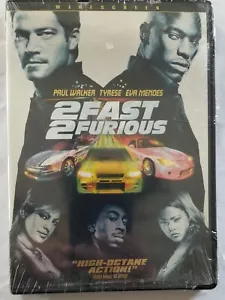 WIDESCREEN
PAUL WALKER TYRESE EVA MENDES
2 FAST
2 FURIOUS
"HIGH-OCTANE
ACTION!"